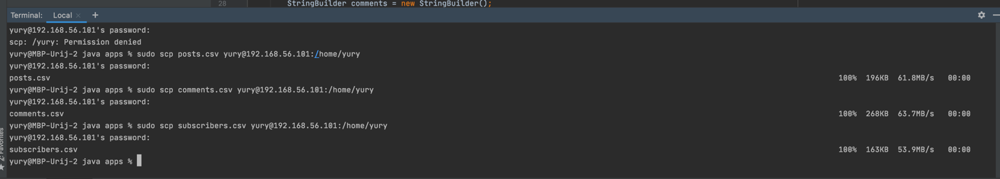 28 StringBuilder comments = new StringBuilder();
Terminal: Local × +
yury@192.168.56.101's password:
scp: /yury: Permission denied
yury@MBP-Urij-2 java apps % sudo scp posts.csv yury@192.168.56.101:/home/yury
yury@192.168.56.101's password:
posts.csv 100% 196KB 61.8MB/s 00:00
yury@MBP-Urij-2 java apps % sudo scp comments.csv yury@192.168.56.101:/home/yury
yury@192.168.56.101's password:
comments.csv 100% 268KB 63.7MB/s 00:00
yury@MBP-Urij-2 java apps % sudo scp subscribers.csv yury@192.168.56.101:/home/yury
yury@192.168.56.101's password:
subscribers.csv 100% 163KB 53.9MB/s 00:00
yury@MBP-Urij-2 java apps %
2: Favorites